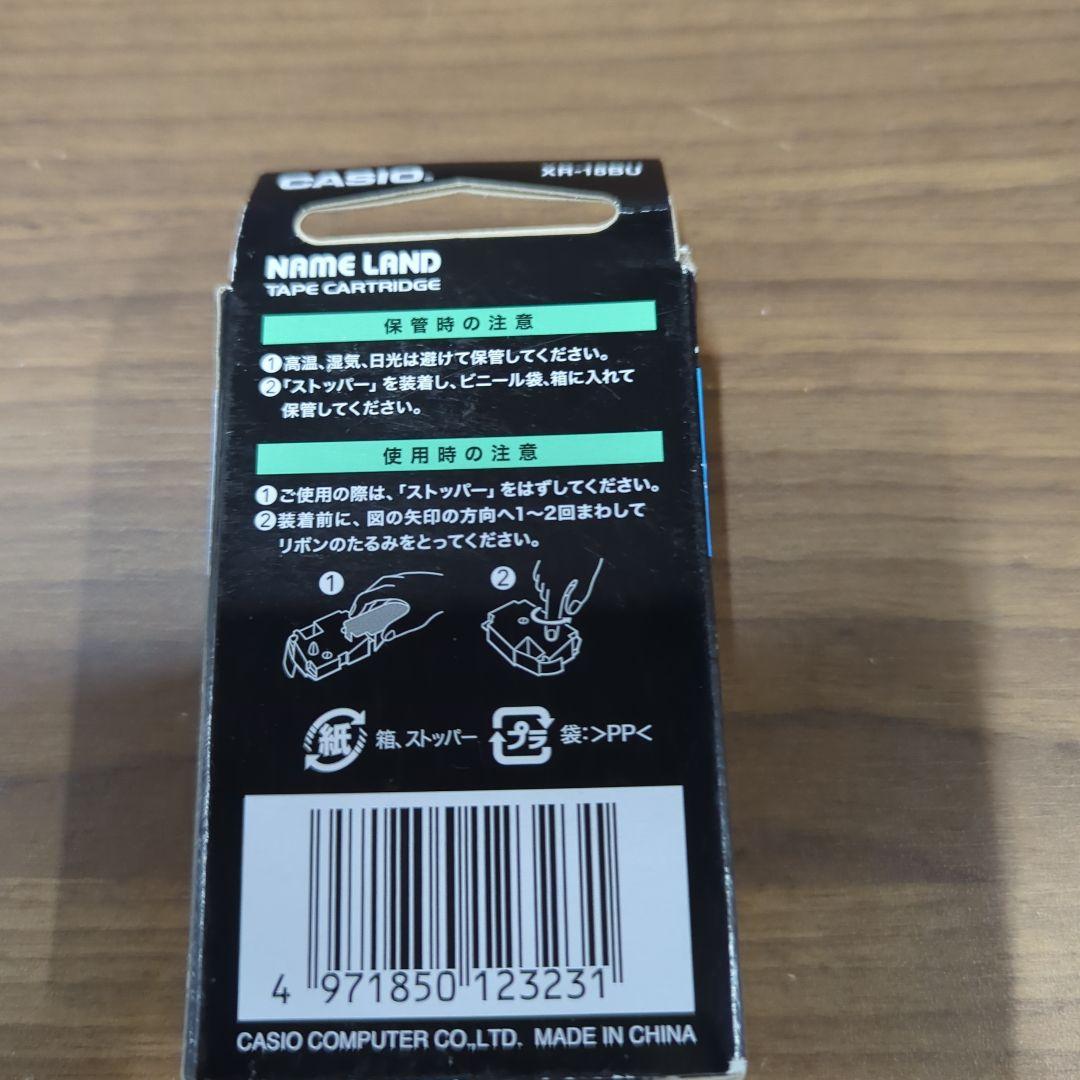 CASIO
XR-18BU
NAME LAND
TAPE CARTRIDGE
保管時の注意
①高温、湿気、日光は避けて保管してください。
②「ストッパー」を装着し、ビニール袋、箱に入れて
保管してください。
使用時の注意
①ご使用の際は、「ストッパー」をはずしてください。
②装着前に、図の矢印の方向へ1〜2回まわして
リボンのたるみをとってください。
① ②
紙 箱、ストッパー プラ 袋:>PP<
4 971850 123231
CASIO COMPUTER CO.,LTD. MADE IN CHINA